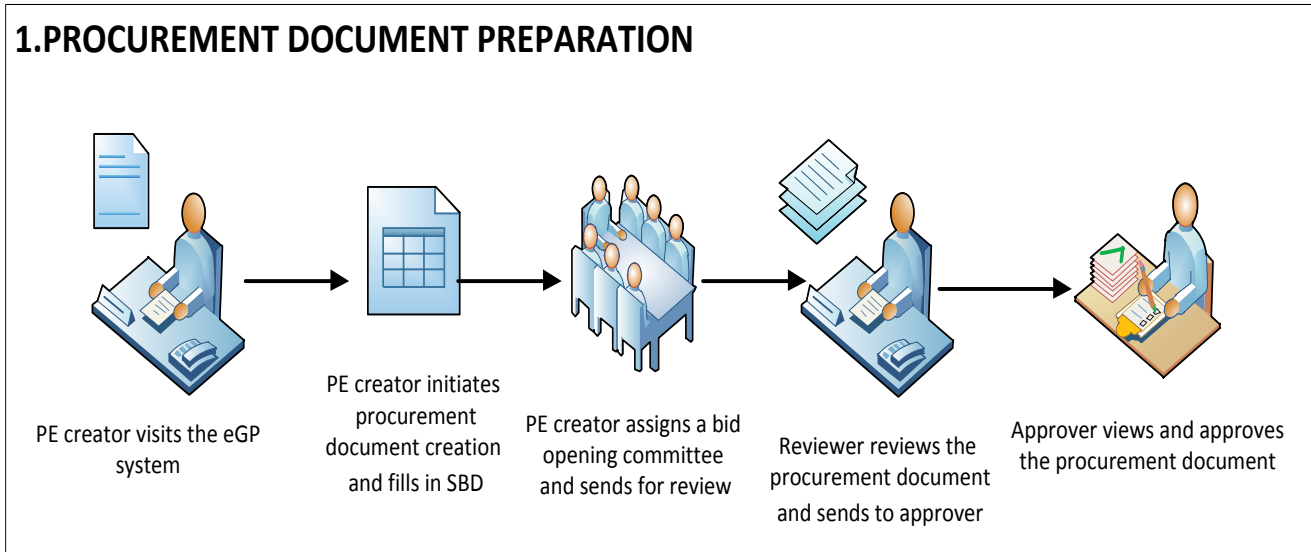 1.PROCUREMENT DOCUMENT PREPARATION
PE creator visits the eGP
system
PE creator initiates
procurement
document creation
and fills in SBD
PE creator assigns a bid
opening committee
and sends for review
Reviewer reviews the
procurement document
and sends to approver
Approver views and approves
the procurement document